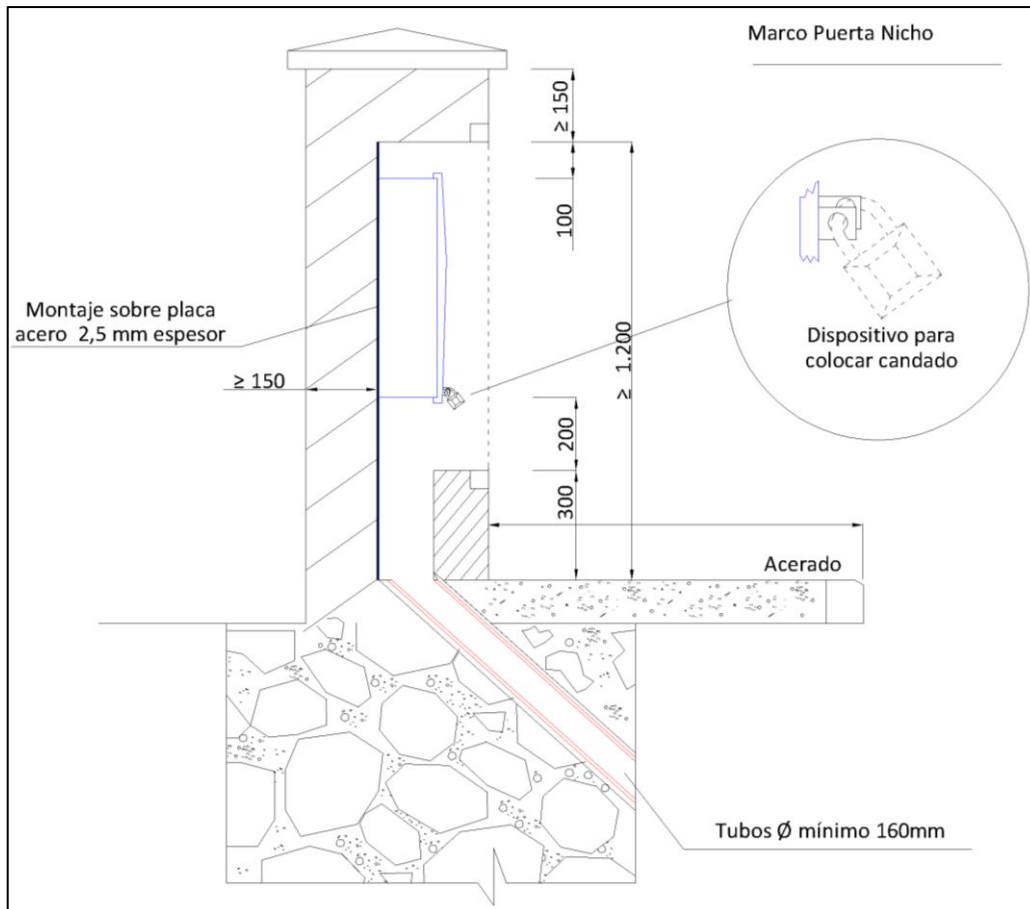 Marco Puerta Nicho
≥ 150
100
Montaje sobre placa
acero 2,5 mm espesor
Dispositivo para
colocar candado
≥ 1.200
≥ 150
200
300
Acerado
Tubos Ø mínimo 160mm